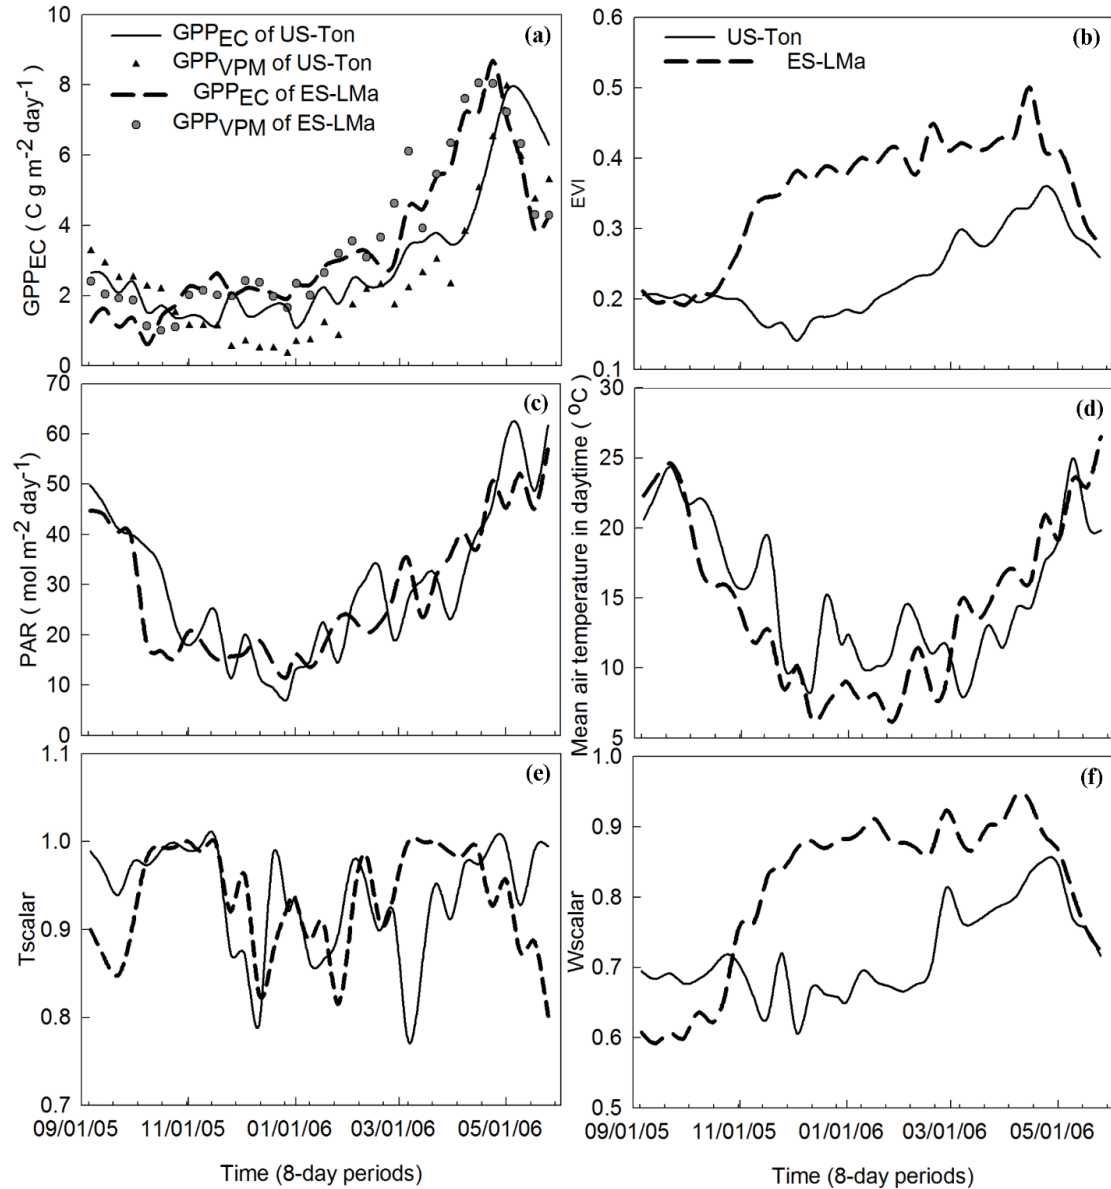 (a)
GPPEC of US-Ton
GPPVPM of US-Ton
GPPEC of ES-LMa
GPPVPM of ES-LMa
GPPEC ( C g m-2 day-1)
10
8
6
4
2
0
(b)
US-Ton
ES-LMa
EVI
0.6
0.5
0.4
0.3
0.2
0.1
(c)
PAR ( mol m-2 day-1)
70
60
50
40
30
20
10
0
(d)
Mean air temperature in daytime ( oC)
30
25
20
15
10
5
(e)
Tscalar
1.1
1.0
0.9
0.8
0.7
09/01/05 11/01/05 01/01/06 03/01/06 05/01/06
Time (8-day periods)
(f)
Wscalar
1.0
0.9
0.8
0.7
0.6
0.5
09/01/05 11/01/05 01/01/06 03/01/06 05/01/06
Time (8-day periods)